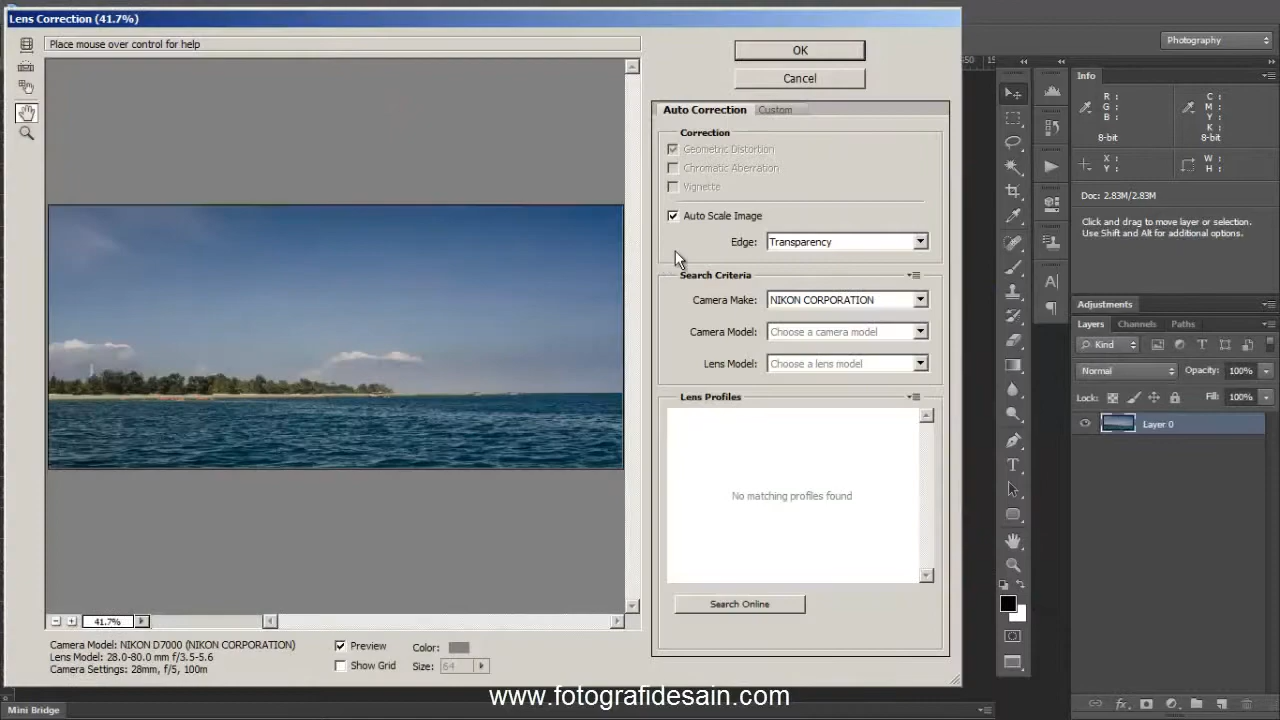 Lens Correction (41.7%)
Place mouse over control for help
OK
Cancel
Auto Correction
Custom
Correction
Geometric Distortion
Chromatic Aberration
Vignette
Auto Scale Image
Edge: Transparency
Search Criteria
Camera Make: NIKON CORPORATION
Camera Model: Choose a camera model
Lens Model: Choose a lens model
Lens Profiles
No matching profiles found
Search Online
41.7%
Camera Model: NIKON D7000 (NIKON CORPORATION)
Lens Model: 28.0-80.0 mm f/3.5-5.6
Camera Settings: 28mm, f/5, 100m
Preview
Show Grid
Color:
Size: 64
Photography
Info
R :
G :
B :
8-bit
C :
M :
Y :
K :
8-bit
X :
Y :
W :
H :
Doc: 2.83M/2.83M
Click and drag to move layer or selection.
Use Shift and Alt for additional options.
Adjustments
Layers Channels Paths
Kind
Normal
Opacity: 100%
Lock:
Fill: 100%
Layer 0
Mini Bridge
www.fotografidesain.com